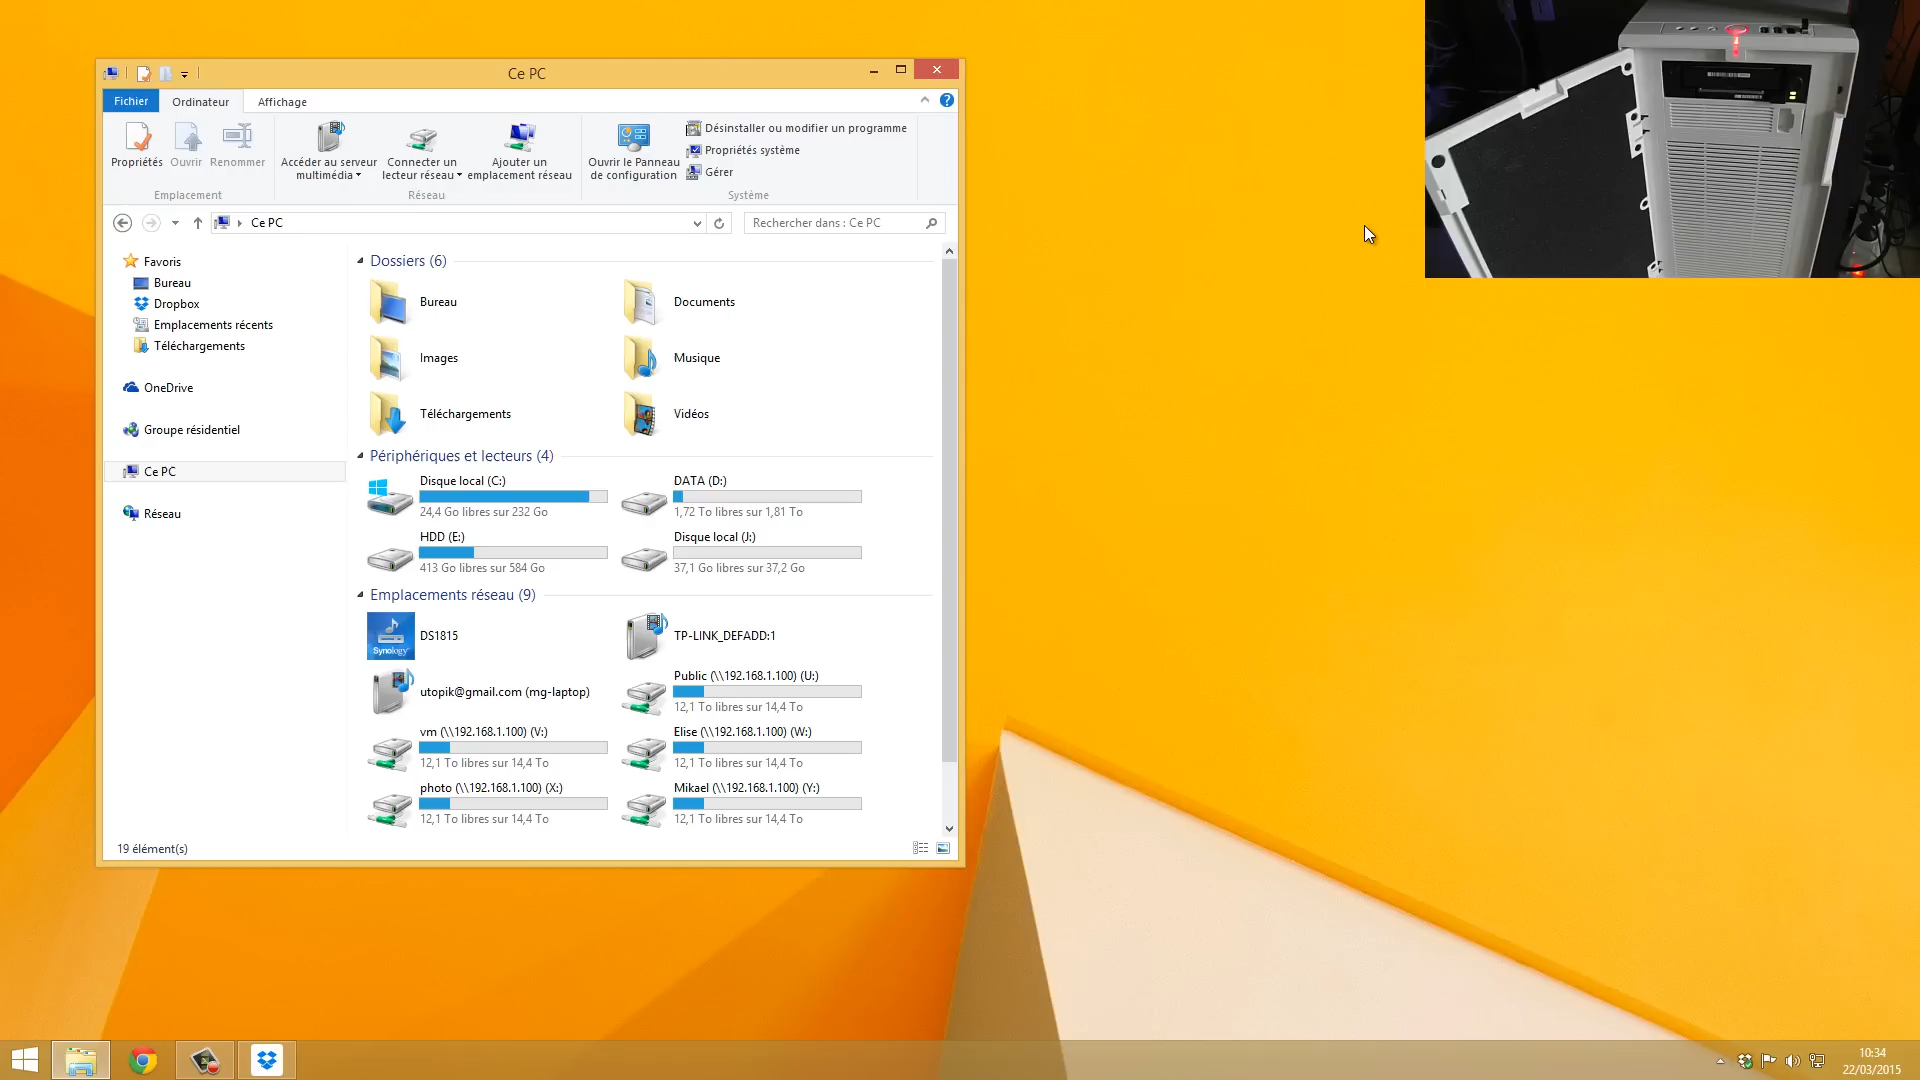 Ce PC
Fichier
Ordinateur
Affichage
Propriétés
Ouvrir
Renommer
Emplacement
Accéder au serveur
multimédia
Connecter un
lecteur réseau
Ajouter un
emplacement réseau
Réseau
Ouvrir le Panneau
de configuration
Désinstaller ou modifier un programme
Propriétés système
Gérer
Système
Ce PC
Rechercher dans : Ce PC
Favoris
Bureau
Dropbox
Emplacements récents
Téléchargements
OneDrive
Groupe résidentiel
Ce PC
Réseau
Dossiers (6)
Bureau
Documents
Images
Musique
Téléchargements
Vidéos
Périphériques et lecteurs (4)
Disque local (C:)
24,4 Go libres sur 232 Go
DATA (D:)
1,72 To libres sur 1,81 To
HDD (E:)
413 Go libres sur 584 Go
Disque local (J:)
37,1 Go libres sur 37,2 Go
Emplacements réseau (9)
Synology
DS1815
TP-LINK_DEFADD:1
utopik@gmail.com (mg-laptop)
Public (\\192.168.1.100) (U:)
12,1 To libres sur 14,4 To
vm (\\192.168.1.100) (V:)
12,1 To libres sur 14,4 To
Elise (\\192.168.1.100) (W:)
12,1 To libres sur 14,4 To
photo (\\192.168.1.100) (X:)
12,1 To libres sur 14,4 To
Mikael (\\192.168.1.100) (Y:)
12,1 To libres sur 14,4 To
19 élément(s)
10:34
22/03/2015